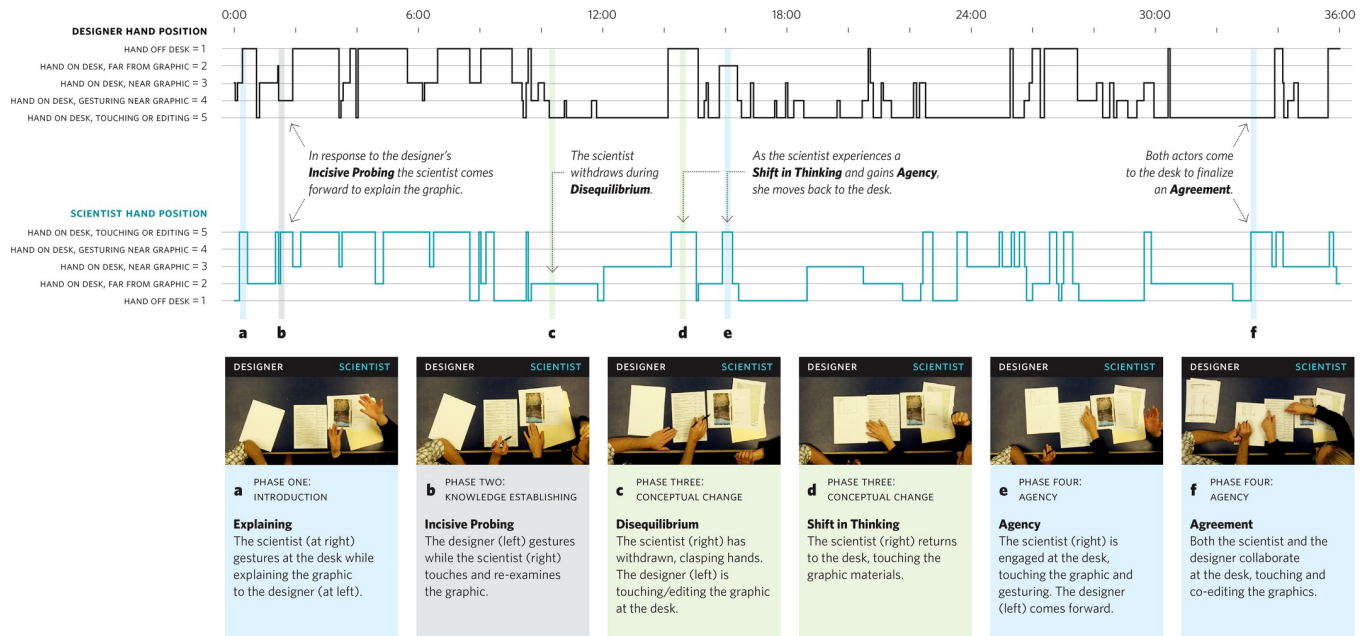 0:00 6:00 12:00 18:00 24:00 30:00 36:00
DESIGNER HAND POSITION
HAND OFF DESK = 1
HAND ON DESK, FAR FROM GRAPHIC = 2
HAND ON DESK, NEAR GRAPHIC = 3
HAND ON DESK, GESTURING NEAR GRAPHIC = 4
HAND ON DESK, TOUCHING OR EDITING = 5
In response to the designer's
Incisive Probing the scientist comes
forward to explain the graphic.
The scientist
withdraws during
Disequilibrium.
As the scientist experiences a
Shift in Thinking and gains Agency,
she moves back to the desk.
Both actors come
to the desk to finalize
an Agreement.
SCIENTIST HAND POSITION
HAND ON DESK, TOUCHING OR EDITING = 5
HAND ON DESK, GESTURING NEAR GRAPHIC = 4
HAND ON DESK, NEAR GRAPHIC = 3
HAND ON DESK, FAR FROM GRAPHIC = 2
HAND OFF DESK = 1
a b c d e f
DESIGNER SCIENTIST
a PHASE ONE:
INTRODUCTION
Explaining
The scientist (at right)
gestures at the desk while
explaining the graphic
to the designer (at left).
DESIGNER SCIENTIST
b PHASE TWO:
KNOWLEDGE ESTABLISHING
Incisive Probing
The designer (left) gestures
while the scientist (right)
touches and re-examines
the graphic.
DESIGNER SCIENTIST
c PHASE THREE:
CONCEPTUAL CHANGE
Disequilibrium
The scientist (right) has
withdrawn, clasping hands.
The designer (left) is
touching/editing the graphic
at the desk.
DESIGNER SCIENTIST
d PHASE THREE:
CONCEPTUAL CHANGE
Shift in Thinking
The scientist (right) returns
to the desk, touching the
graphic materials.
DESIGNER SCIENTIST
e PHASE FOUR:
AGENCY
Agency
The scientist (right) is
engaged at the desk,
touching the graphic and
gesturing. The designer
(left) comes forward.
DESIGNER SCIENTIST
f PHASE FOUR:
AGENCY
Agreement
Both the scientist and the
designer collaborate
at the desk, touching and
co-editing the graphics.